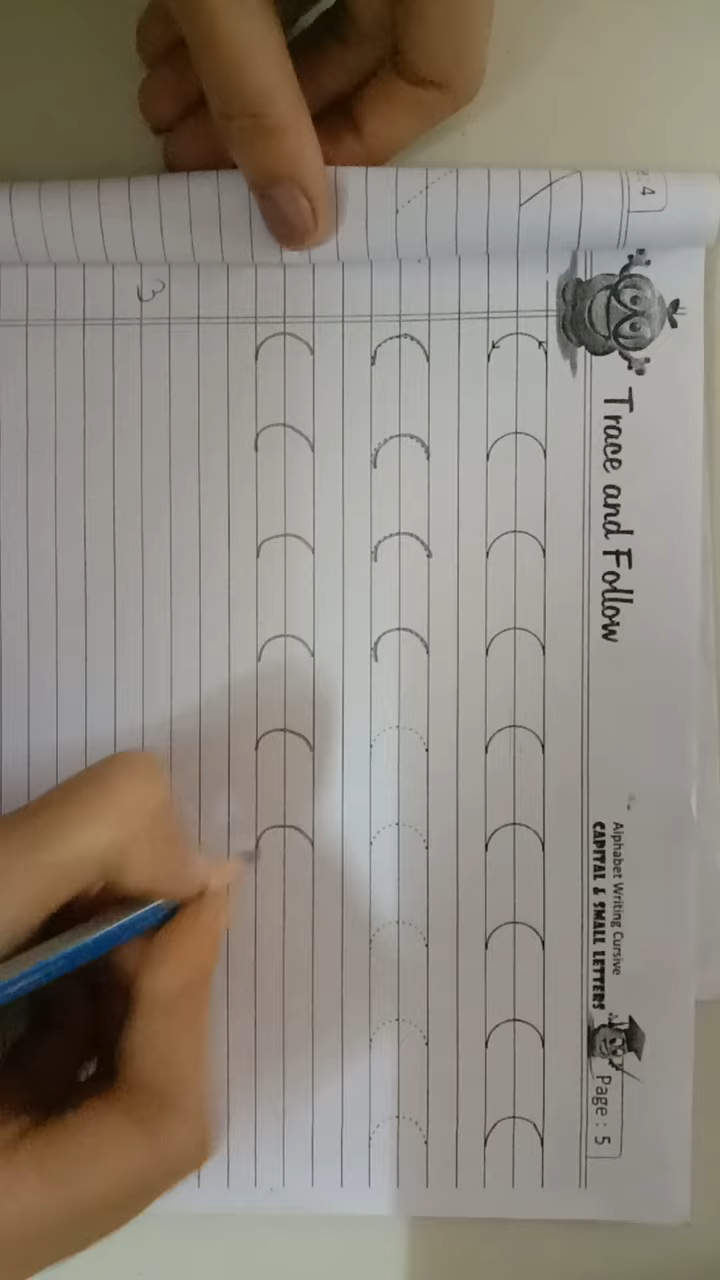 : 4
Trace and Follow
Alphabet Writing Cursive
CAPITAL & SMALL LETTERS
Page : 5
3